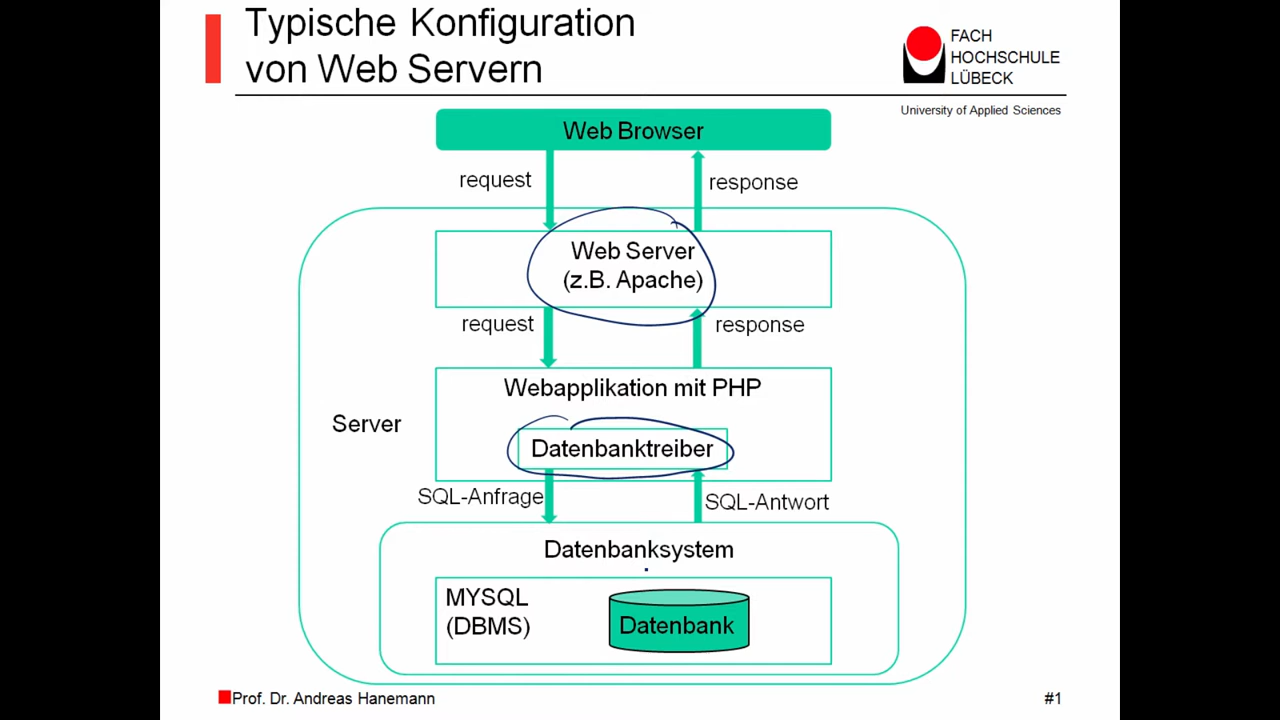 Typische Konfiguration
von Web Servern
FACH
HOCHSCHULE
LÜBECK
University of Applied Sciences
Web Browser
request
response
Web Server
(z.B. Apache)
request
response
Webapplikation mit PHP
Server
Datenbanktreiber
SQL-Anfrage
SQL-Antwort
Datenbanksystem
MYSQL
(DBMS)
Datenbank
Prof. Dr. Andreas Hanemann
#1